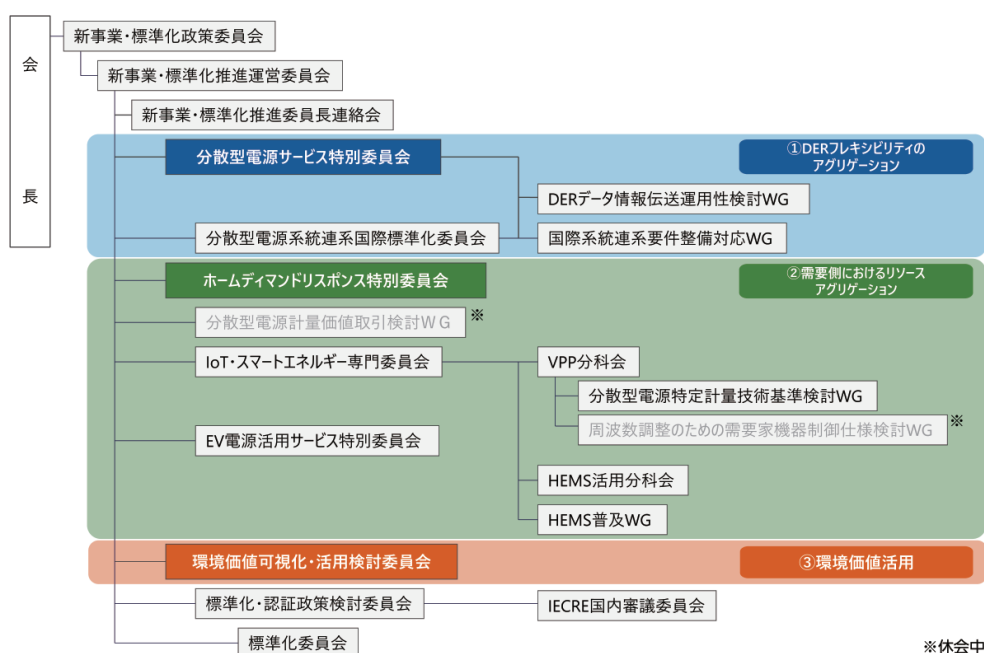 会長
新事業・標準化政策委員会
新事業・標準化推進運営委員会
新事業・標準化推進委員長連絡会
分散型電源サービス特別委員会
①DERフレキシビリティの
アグリゲーション
DERデータ情報伝送運用性検討WG
分散型電源系統連系国際標準化委員会
国際系統連系要件整備対応WG
ホームディマンドリスポンス特別委員会
②需要側におけるリソース
アグリゲーション
分散型電源計量価値取引検討WG ※
IoT・スマートエネルギー専門委員会
VPP分科会
分散型電源特定計量技術基準検討WG
周波数調整のための需要家機器制御仕様検討WG ※
EV電源活用サービス特別委員会
HEMS活用分科会
HEMS普及WG
環境価値可視化・活用検討委員会
③環境価値活用
標準化・認証政策検討委員会
IECRE国内審議委員会
標準化委員会
※休会中